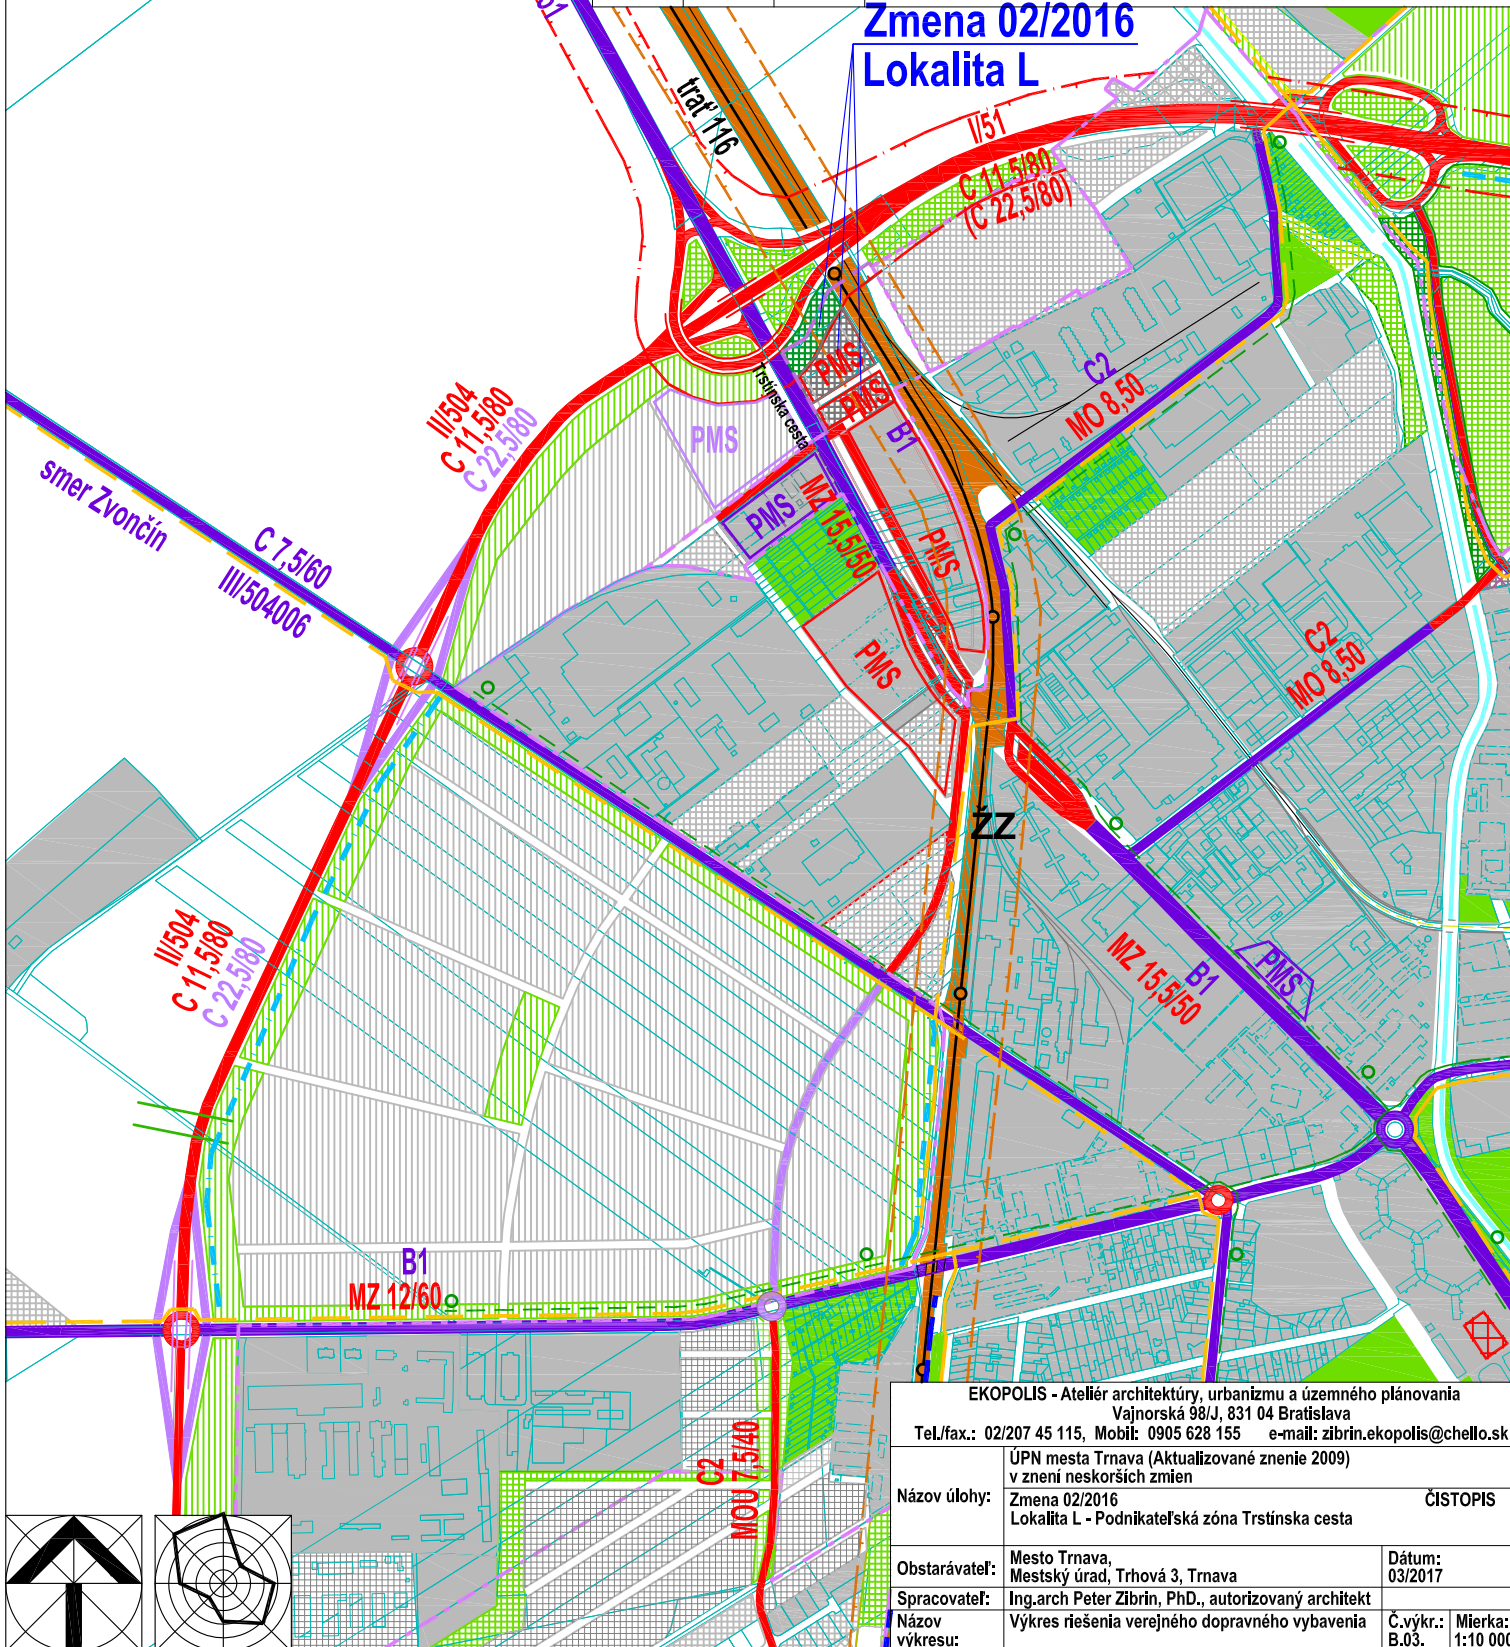 Zmena 02/2016
Lokalita L
trať 116
I/51
C 11,5/80
(C 22,5/80)
II/504
C 11,5/80
C 22,5/80
smer Zvončín
C 7,5/60
III/504006
Trstínska cesta
PMS
PMS
PMS
PMS
B1
MZ 15,5/50
PMS
PMS
C2
MO 8,50
C2
MO 8,50
ŽZ
II/504
C 11,5/80
C 22,5/80
MZ 15,5/50
B1
PMS
B1
MZ 12/60
C2
MOU 7,5/40
EKOPOLIS - Ateliér architektúry, urbanizmu a územného plánovania
Vajnorská 98/J, 831 04 Bratislava
Tel./fax.: 02/207 45 115, Mobil: 0905 628 155 e-mail: zibrin.ekopolis@chello.sk
Názov úlohy:
ÚPN mesta Trnava (Aktualizované znenie 2009)
v znení neskorších zmien
Zmena 02/2016 ČISTOPIS
Lokalita L - Podnikateľská zóna Trstínska cesta
Obstarávateľ:
Mesto Trnava,
Mestský úrad, Trhová 3, Trnava
Dátum:
03/2017
Spracovateľ: Ing.arch Peter Zibrin, PhD., autorizovaný architekt
Názov
výkresu:
Výkres riešenia verejného dopravného vybavenia
Č.výkr.:
B.03.
Mierka:
1:10 000